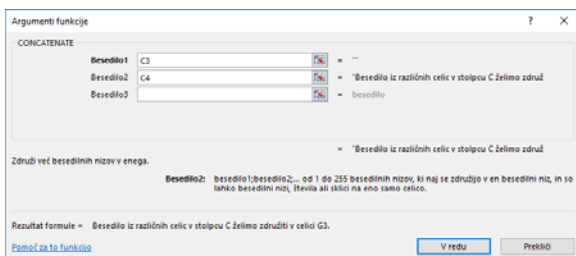 Argumenti funkcije ? ×
CONCATENATE
Besedilo1 C3 = ""
Besedilo2 C4 = "Besedilo iz različnih celic v stolpcu C želimo združ
Besedilo3 = besedilo
= "Besedilo iz različnih celic v stolpcu C želimo združ
Združi več besedilnih nizov v enega.
Besedilo2: besedilo1;besedilo2;... od 1 do 255 besedilnih nizov, ki naj se združijo v en besedilni niz, in so
lahko besedilni nizi, števila ali sklici na eno samo celico.
Rezultat formule = Besedilo iz različnih celic v stolpcu C želimo združiti v celici G3.
Pomoč za to funkcijo V redu Prekliči